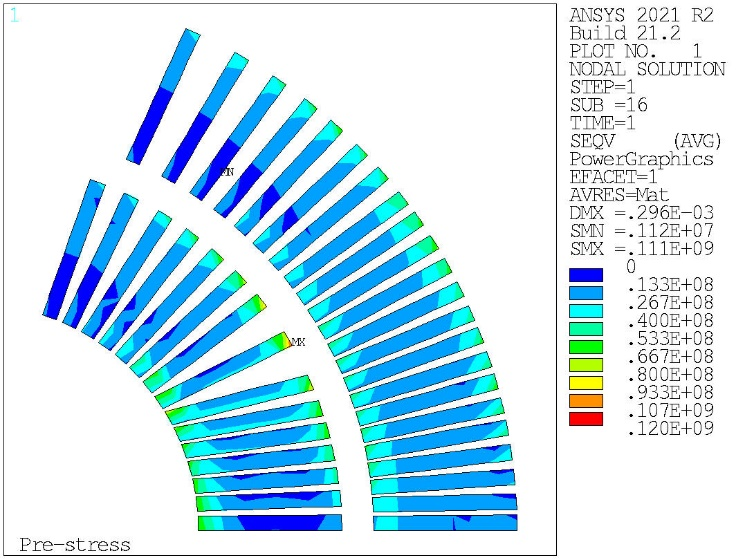 1
ANSYS 2021 R2
Build 21.2
PLOT NO.   1
NODAL SOLUTION
STEP=1
SUB =16
TIME=1
SEQV     (AVG)
PowerGraphics
EFACET=1
AVRES=Mat
DMX =.296E-03
SMN =.112E+07
SMX =.111E+09
0
.133E+08
.267E+08
.400E+08
.533E+08
.667E+08
.800E+08
.933E+08
.107E+09
.120E+09
MN
MX
Pre-stress